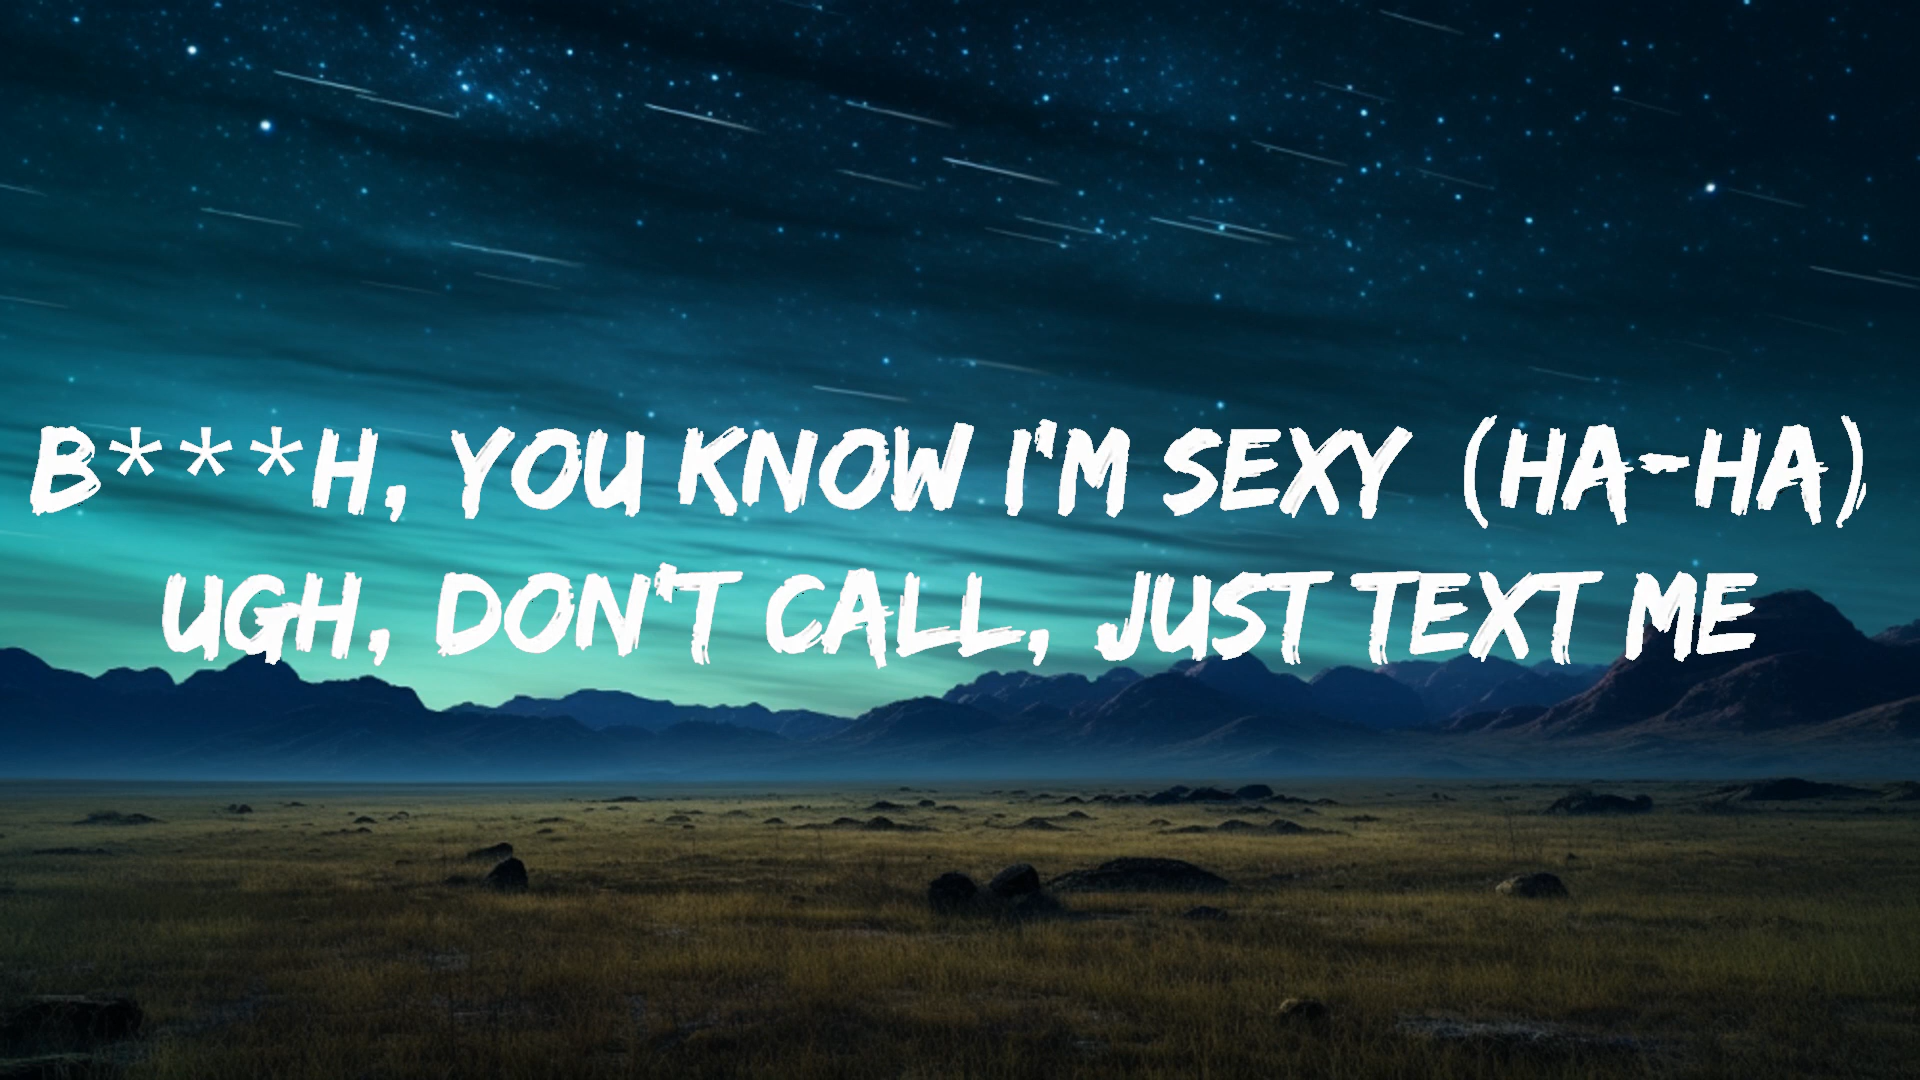 B***H, YOU KNOW I'M SEXY (HA-HA)
UGH, DON'T CALL, JUST TEXT ME